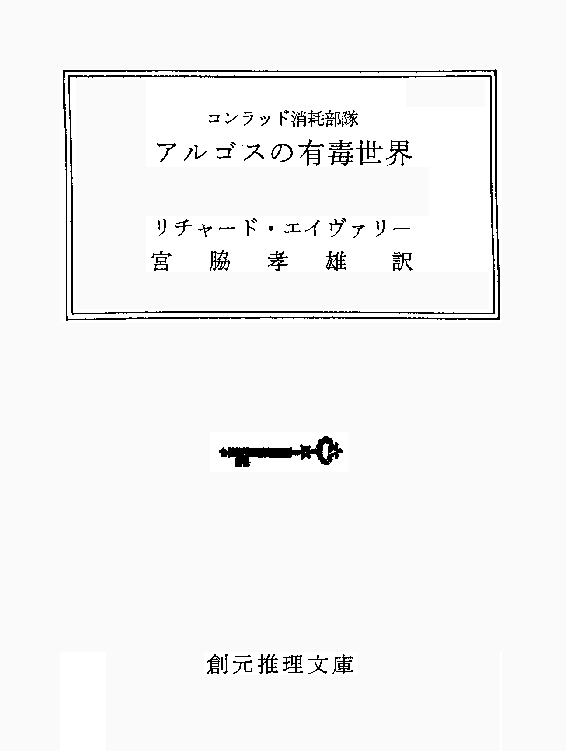 コンラッド消耗部隊
アルゴスの有毒世界
リチャード・エイヴァリー
宮脇孝雄訳
創元推理文庫